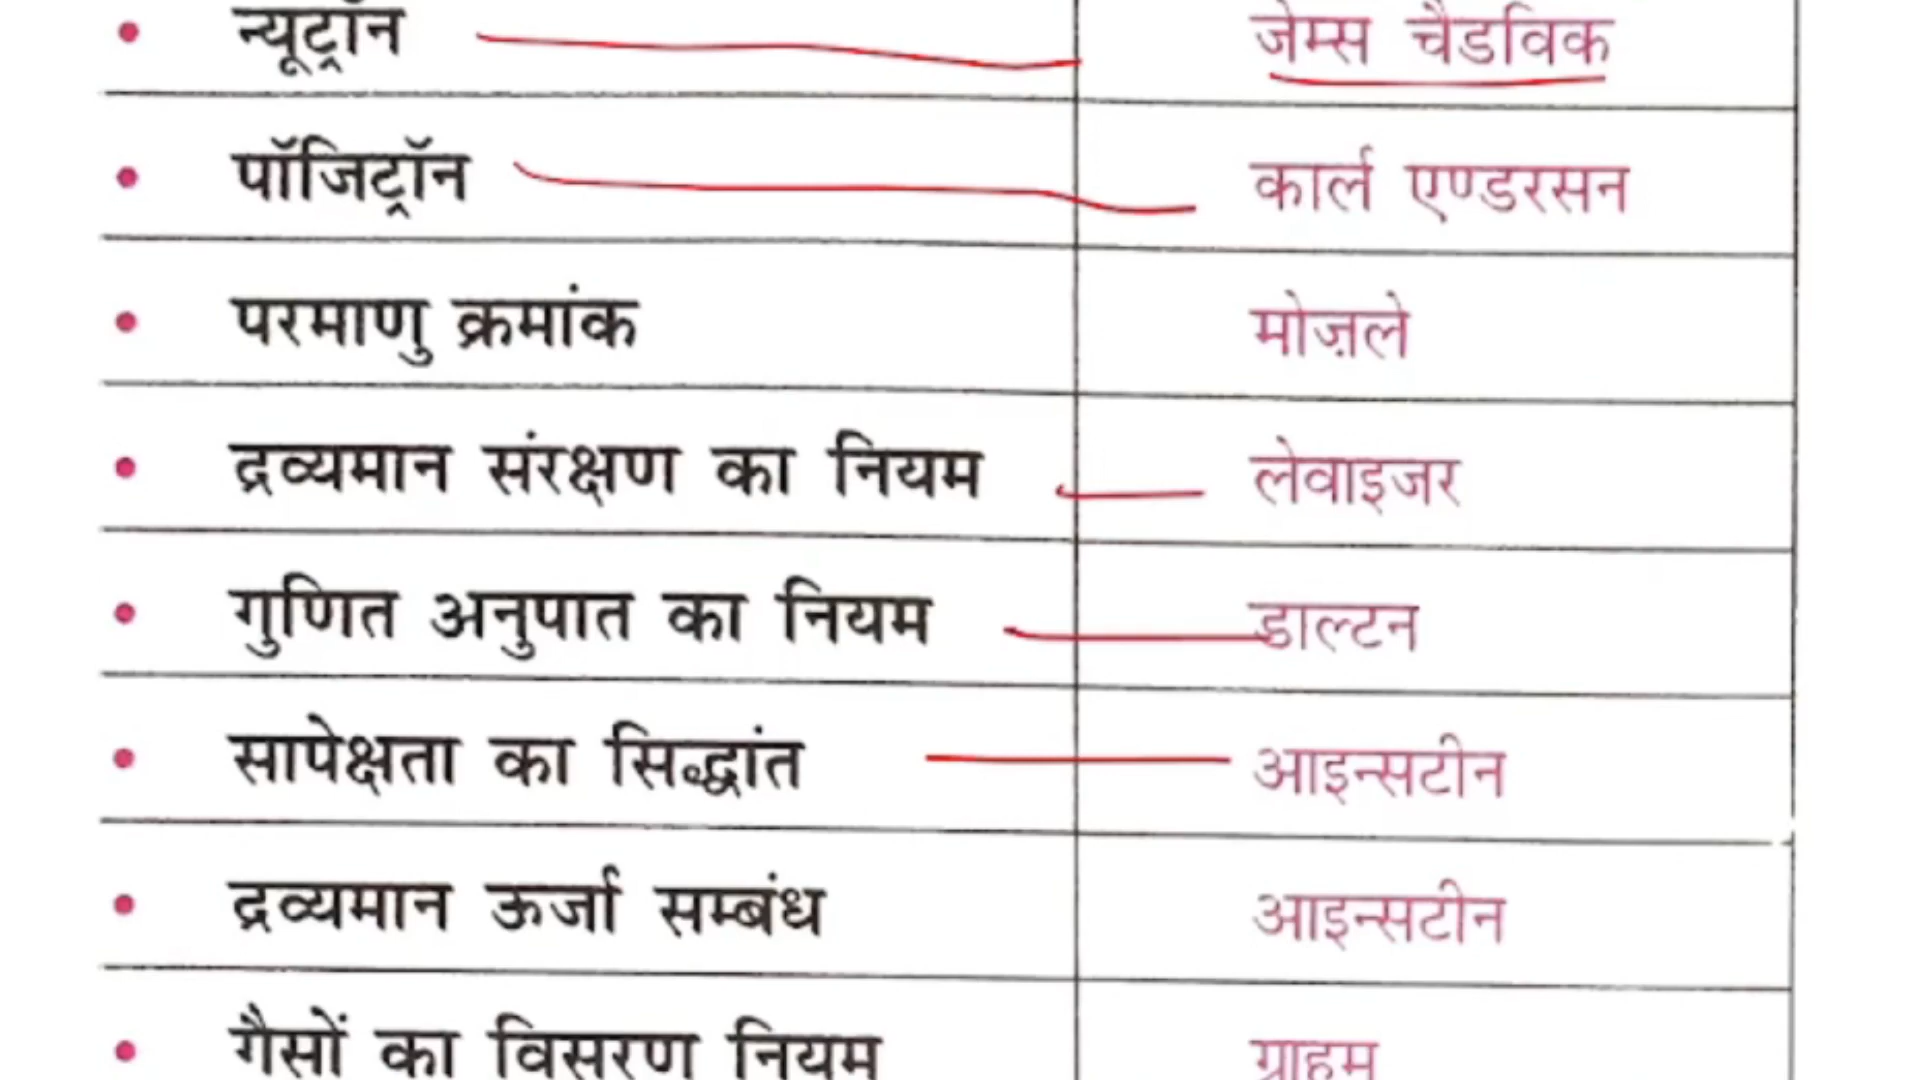 • न्यूट्रॉन जेम्स चैडविक
• पॉजिट्रॉन कार्ल एण्डरसन
• परमाणु क्रमांक मोज़ले
• द्रव्यमान संरक्षण का नियम लेवाइजर
• गुणित अनुपात का नियम डाल्टन
• सापेक्षता का सिद्धांत आइन्सटीन
• द्रव्यमान ऊर्जा सम्बंध आइन्सटीन
• गैसों का विसरण नियम ग्राहम